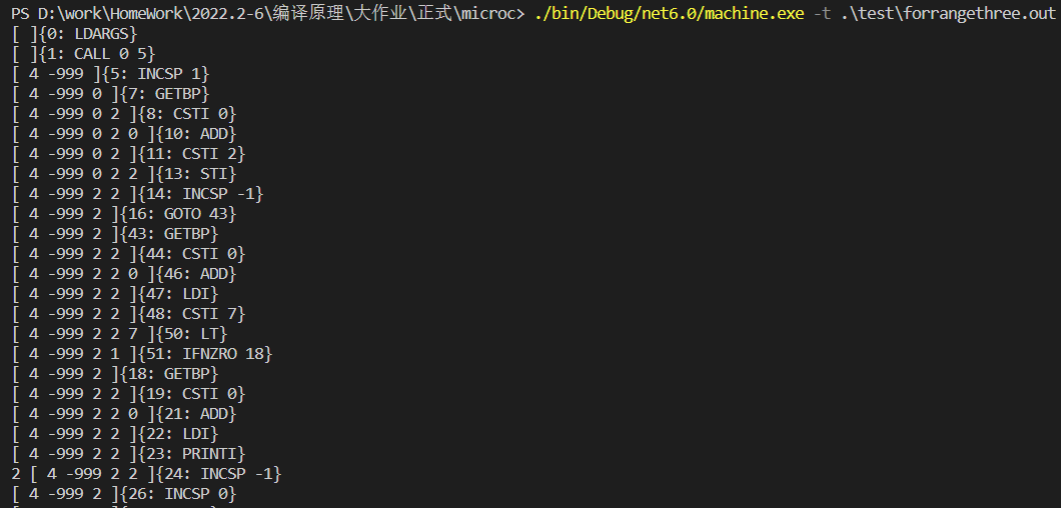 PS D:\work\HomeWork\2022.2-6\编译原理\大作业\正式\microc> ./bin/Debug/net6.0/machine.exe -t .\test\forrangethree.out
[ ]{0: LDARGS}
[ ]{1: CALL 0 5}
[ 4 -999 ]{5: INCSP 1}
[ 4 -999 0 ]{7: GETBP}
[ 4 -999 0 2 ]{8: CSTI 0}
[ 4 -999 0 2 0 ]{10: ADD}
[ 4 -999 0 2 ]{11: CSTI 2}
[ 4 -999 0 2 2 ]{13: STI}
[ 4 -999 2 2 ]{14: INCSP -1}
[ 4 -999 2 ]{16: GOTO 43}
[ 4 -999 2 ]{43: GETBP}
[ 4 -999 2 2 ]{44: CSTI 0}
[ 4 -999 2 2 0 ]{46: ADD}
[ 4 -999 2 2 ]{47: LDI}
[ 4 -999 2 2 ]{48: CSTI 7}
[ 4 -999 2 2 7 ]{50: LT}
[ 4 -999 2 1 ]{51: IFNZRO 18}
[ 4 -999 2 ]{18: GETBP}
[ 4 -999 2 2 ]{19: CSTI 0}
[ 4 -999 2 2 0 ]{21: ADD}
[ 4 -999 2 2 ]{22: LDI}
[ 4 -999 2 2 ]{23: PRINTI}
2 [ 4 -999 2 2 ]{24: INCSP -1}
[ 4 -999 2 ]{26: INCSP 0}